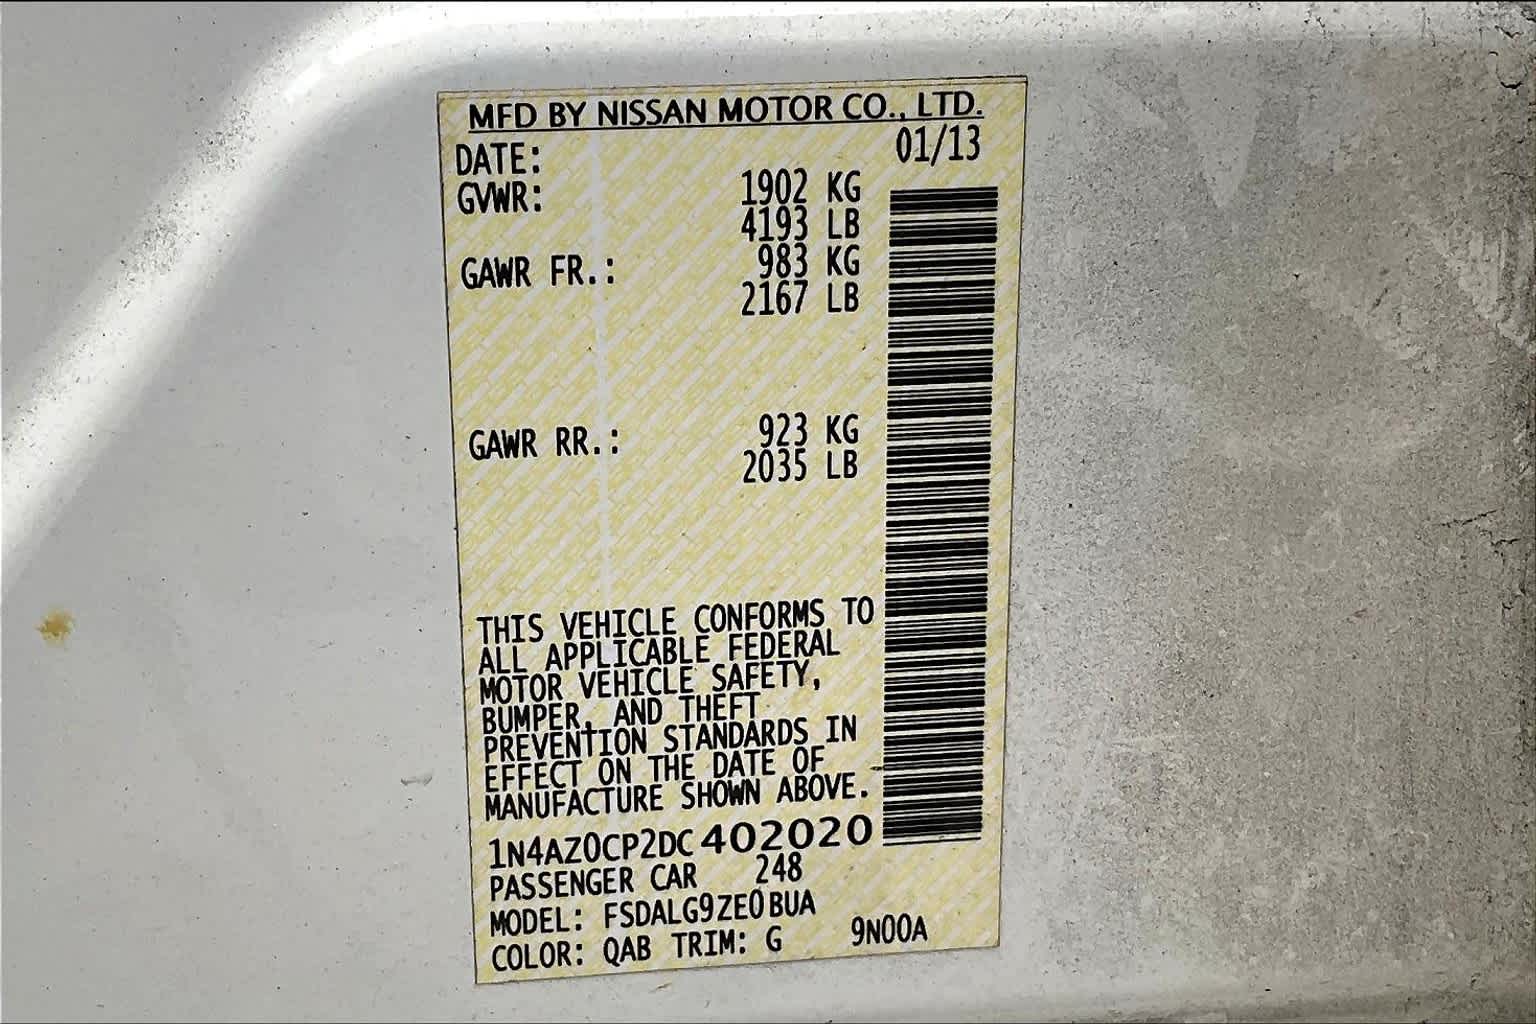 MFD BY NISSAN MOTOR CO., LTD.
DATE: 01/13
GVWR: 1902 KG
4193 LB
GAWR FR.: 983 KG
2167 LB
GAWR RR.: 923 KG
2035 LB
THIS VEHICLE CONFORMS TO
ALL APPLICABLE FEDERAL
MOTOR VEHICLE SAFETY,
BUMPER, AND THEFT
PREVENTION STANDARDS IN
EFFECT ON THE DATE OF
MANUFACTURE SHOWN ABOVE.
1N4AZ0CP2DC402020
PASSENGER CAR 248
MODEL: FSDALG9ZE0BUA
COLOR: QAB TRIM: G 9N00A